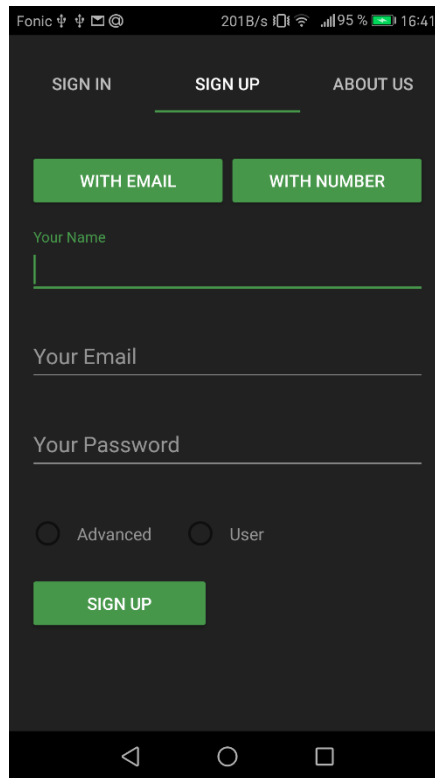 Fonic @ 201B/s 95 % 16:41
SIGN IN SIGN UP ABOUT US
WITH EMAIL WITH NUMBER
Your Name
Your Email
Your Password
Advanced User
SIGN UP